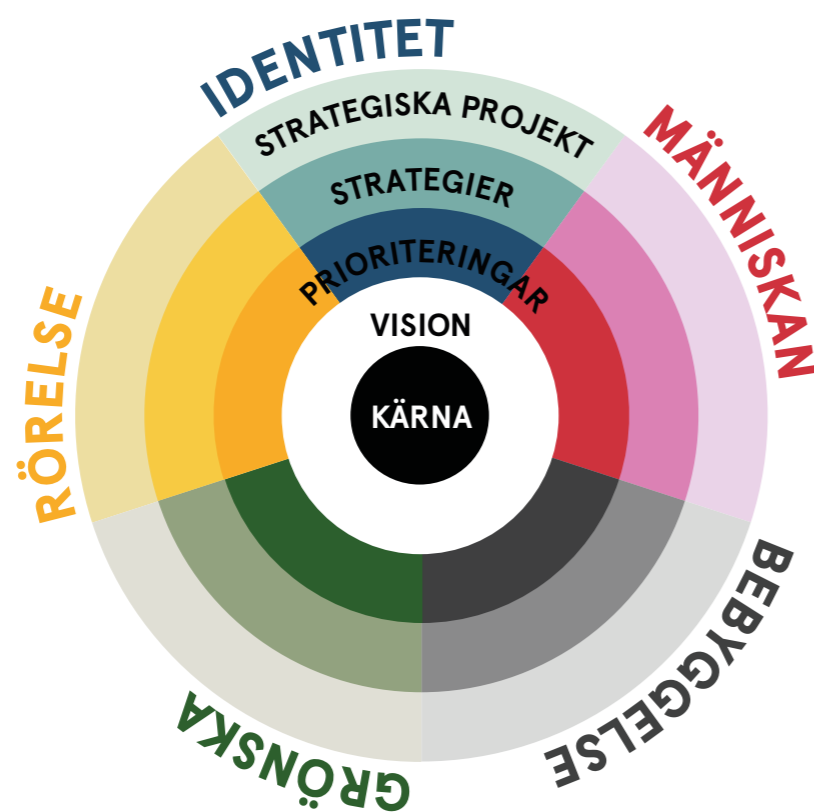 IDENTITET
STRATEGISKA PROJEKT
STRATEGIER
PRIORITERINGAR
VISION
KÄRNA
MÄNNISKAN
BEBYGGELSE
GRÖNSKA
RÖRELSE